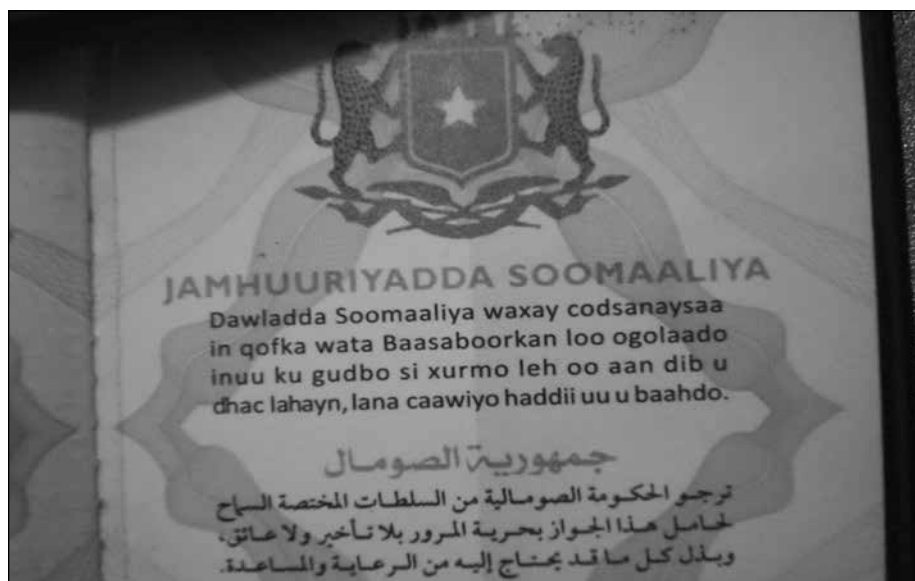 JAMHUURIYADDA SOOMAALIYA
Dawladda Soomaaliya waxay codsanaysaa
in qofka wata Baasaboorkan loo ogolaado
inuu ku gudbo si xurmo leh oo aan dib u
dhac lahayn, lana caawiyo haddii uu u baahdo.
جمهورية الصومال
ترجو الحكومة الصومالية من السلطات المختصة السماح
لحامل هذا الجواز بحرية المرور بلا تأخير ولا عائق،
وبذل كل ما قد يحتاج إليه من الرعاية والمساعدة.